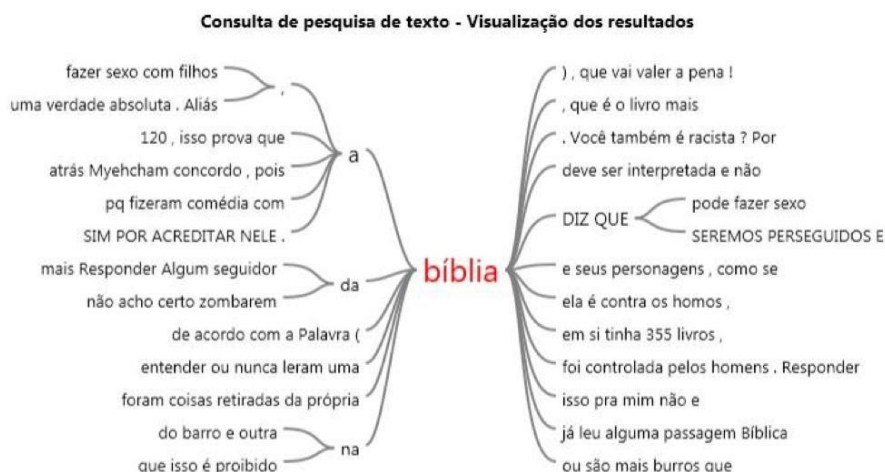 Consulta de pesquisa de texto - Visualização dos resultados
fazer sexo com filhos
uma verdade absoluta . Aliás
,
120 , isso prova que
atrás Myehcham concordo , pois
pq fizeram comédia com
SIM POR ACREDITAR NELE .
a
mais Responder Algum seguidor
não acho certo zombarem
da
de acordo com a Palavra (
entender ou nunca leram uma
foram coisas retiradas da própria
do barro e outra
que isso é proibido
na
bíblia
) , que vai valer a pena !
, que é o livro mais
. Você também é racista ? Por
deve ser interpretada e não
DIZ QUE
pode fazer sexo
SEREMOS PERSEGUIDOS E
e seus personagens , como se
ela é contra os homos ,
em si tinha 355 livros ,
foi controlada pelos homens . Responder
isso pra mim não e
já leu alguma passagem Bíblica
ou são mais burros que